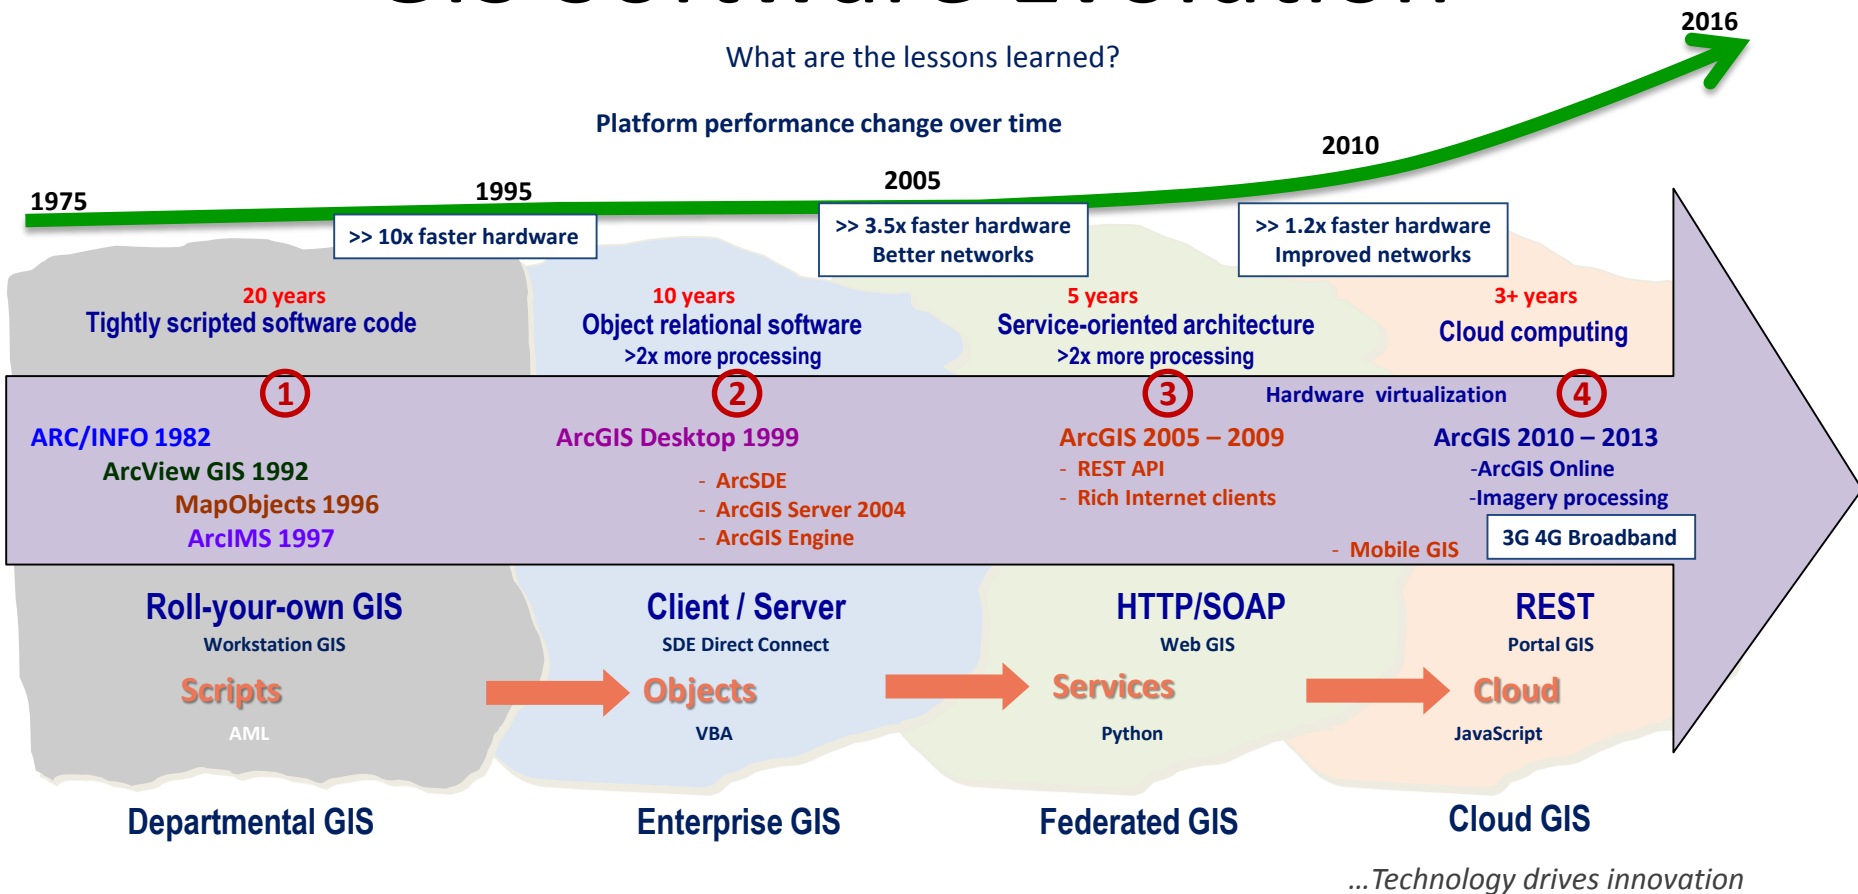 GIS Software Evolution
What are the lessons learned?
Platform performance change over time
1975
1995
2005
2010
2016
>> 10x faster hardware
>> 3.5x faster hardware
Better networks
>> 1.2x faster hardware
Improved networks
20 years
Tightly scripted software code
10 years
Object relational software
>2x more processing
5 years
Service-oriented architecture
>2x more processing
3+ years
Cloud computing
1
2
3
Hardware virtualization
4
ARC/INFO 1982
ArcView GIS 1992
MapObjects 1996
ArcIMS 1997
ArcGIS Desktop 1999
- ArcSDE
- ArcGIS Server 2004
- ArcGIS Engine
ArcGIS 2005 – 2009
- REST API
- Rich Internet clients
- Mobile GIS
ArcGIS 2010 – 2013
-ArcGIS Online
-Imagery processing
3G 4G Broadband
Roll-your-own GIS
Workstation GIS
Scripts
AML
Client / Server
SDE Direct Connect
Objects
VBA
HTTP/SOAP
Web GIS
Services
Python
REST
Portal GIS
Cloud
JavaScript
Departmental GIS
Enterprise GIS
Federated GIS
Cloud GIS
...Technology drives innovation